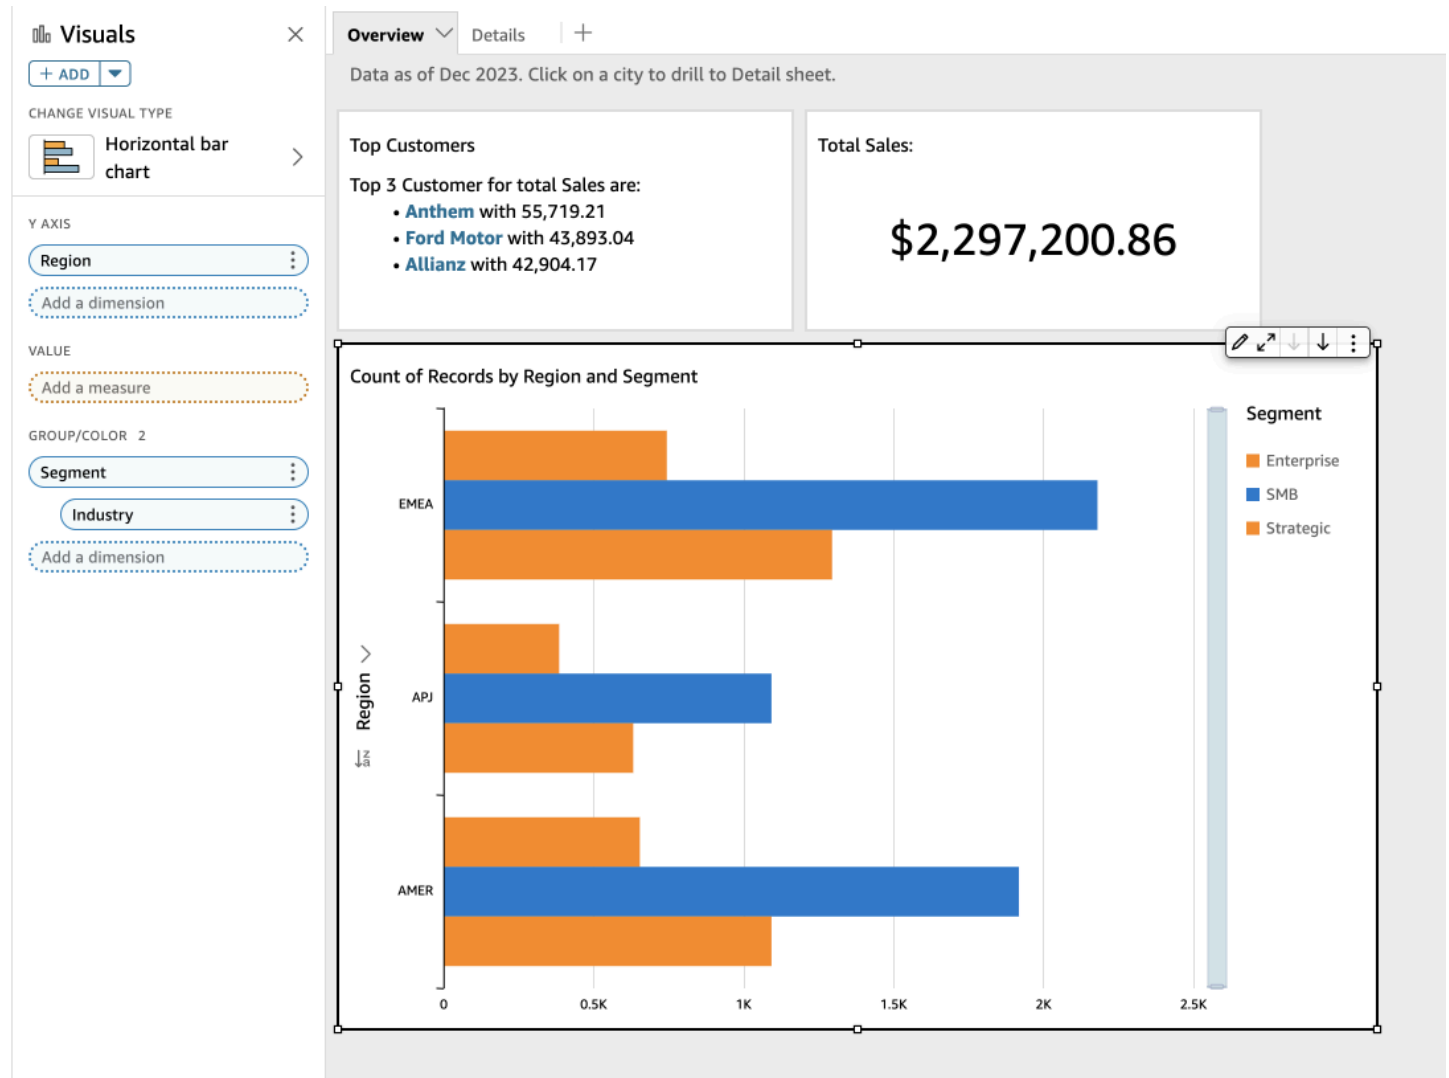 Visuals
+ ADD
CHANGE VISUAL TYPE
Horizontal bar
chart
Y AXIS
Region
Add a dimension
VALUE
Add a measure
GROUP/COLOR 2
Segment
Industry
Add a dimension
Overview
Details
Data as of Dec 2023. Click on a city to drill to Detail sheet.
Top Customers
Top 3 Customer for total Sales are:
• Anthem with 55,719.21
• Ford Motor with 43,893.04
• Allianz with 42,904.17
Total Sales:
$2,297,200.86
Count of Records by Region and Segment
Region
EMEA
APJ
AMER
0 0.5K 1K 1.5K 2K 2.5K
Segment
Enterprise
SMB
Strategic